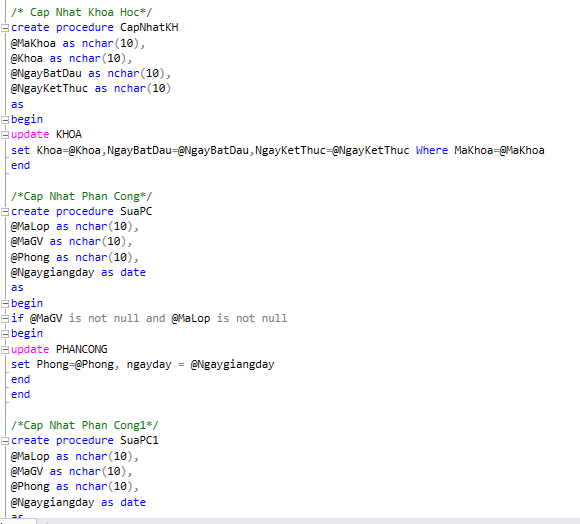 /* Cap Nhat Khoa Hoc*/
create procedure CapNhatKH
@MaKhoa as nchar(10),
@Khoa as nchar(10),
@NgayBatDau as nchar(10),
@NgayKetThuc as nchar(10)
as
begin
update KHOA
set Khoa=@Khoa,NgayBatDau=@NgayBatDau,NgayKetThuc=@NgayKetThuc Where MaKhoa=@MaKhoa
end
/*Cap Nhat Phan Cong*/
create procedure SuaPC
@MaLop as nchar(10),
@MaGV as nchar(10),
@Phong as nchar(10),
@Ngaygiangday as date
as
begin
if @MaGV is not null and @MaLop is not null
begin
update PHANCONG
set Phong=@Phong, ngayday = @Ngaygiangday
end
end
/*Cap Nhat Phan Cong1*/
create procedure SuaPC1
@MaLop as nchar(10),
@MaGV as nchar(10),
@Phong as nchar(10),
@Ngaygiangday as date
as